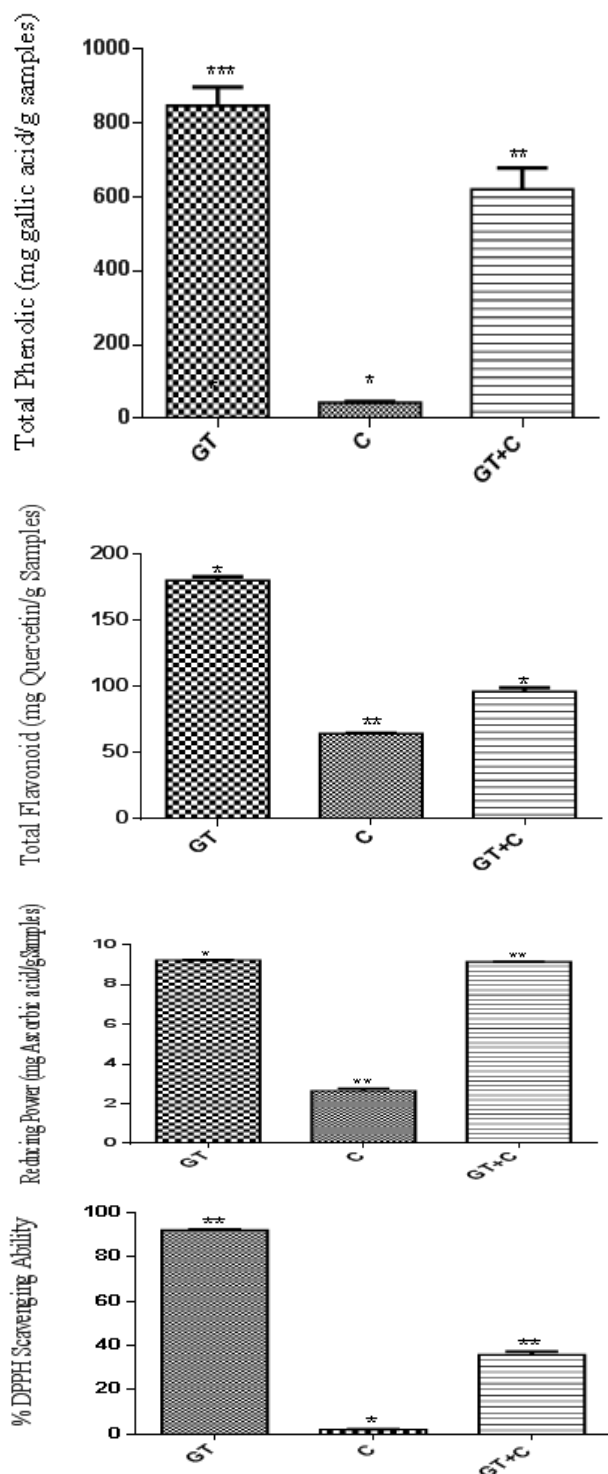 Total Phenolic (mg gallic acid/g samples)
1000
800
600
400
200
0
***
*
*
**
GT
C
GT+C
Total Flavonoid (mg Quercetin/g Samples)
200
150
100
50
0
*
**
*
GT
C
GT+C
Reducing Power (mg Ascorbic acid/gSamples)
10
8
6
4
2
0
*
**
**
GT
C
GT+C
% DPPH Scavenging Ability
100
80
60
40
20
0
**
*
**
GT
C
GT+C